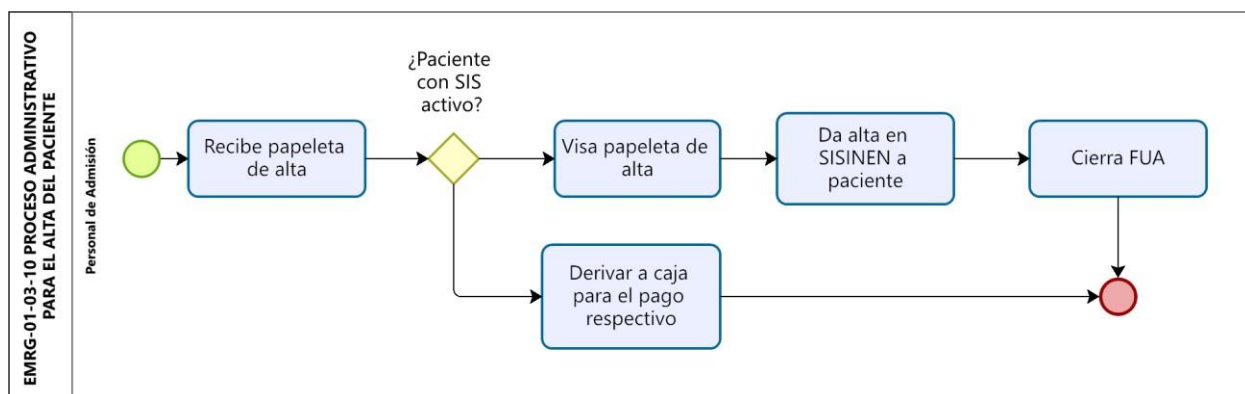 EMRG-01-03-10 PROCESO ADMINISTRATIVO
PARA EL ALTA DEL PACIENTE
Personal de Admisión
Recibe papeleta
de alta
¿Paciente
con SIS
activo?
Visa papeleta de
alta
Da alta en
SISINEN a
paciente
Cierra FUA
Derivar a caja
para el pago
respectivo